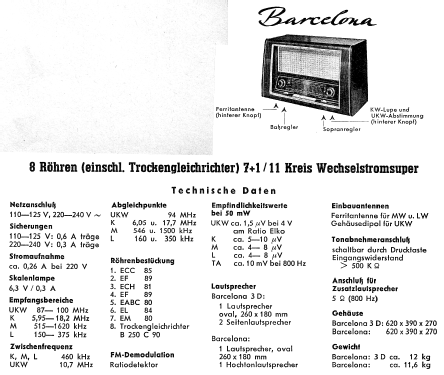 Barcelona
Ferritantenne
(hinterer Knopf)
Baßregler
Sopranregler
KW-Lupe und
UKW-Abstimmung
(hinterer Knopf)
8 Röhren (einschl. Trockengleichrichter) 7+1/11 Kreis Wechselstromsuper
Technische Daten
Netzanschluß
110—125 V, 220—240 V ~
Sicherungen
110—125 V: 0,6 A träge
220—240 V: 0,3 A träge
Stromaufnahme
ca. 0,26 A bei 220 V
Skalenlampe
6,3 V / 0,3 A
Empfangsbereiche
UKW 87— 100 MHz
K 5,95— 18,2 MHz
M 515—1620 kHz
L 150— 375 kHz
Zwischenfrequenz
K, M, L 460 kHz
UKW 10,7 MHz
Abgleichpunkte
UKW 94 MHz
K 6,05 u. 17,7 MHz
M 546 u. 1500 kHz
L 160 u. 350 kHz
Röhrenbestückung
1. ECC 85
2. EF 89
3. ECH 81
4. EF 89
5. EABC 80
6. EL 84
7. EM 80
8. Trockengleichrichter
B 250 C 90
FM-Demodulation
Ratiodetektor
Empfindlichkeitswerte
bei 50 mW
UKW ca. 1,5 µV bei 4 V
am Ratio Elko
K ca. 5—10 µV
M ca. 4— 8 µV
L ca. 4— 8 µV
TA ca. 10 mV bei 800 Hz
Lautsprecher
Barcelona 3 D:
1 Lautsprecher
oval, 260 x 180 mm
2 Seitenlautsprecher
Barcelona:
1 Lautsprecher, oval
260 x 180 mm
1 Hochtonlautsprecher
Einbauantennen
Ferritantenne für MW u. LW
Gehäusedipol für UKW
Tonabnehmeranschluß
schaltbar durch Drucktaste
Eingangswiderstand
> 500 K Ω
Anschluß für
Zusatzlautsprecher
5 Ω (800 Hz)
Gehäuse
Barcelona 3 D: 620 x 390 x 270
Barcelona: 620 x 390 x 270
Gewicht
Barcelona 3 D ca. 12 kg
Barcelona: ca. 11,6 kg